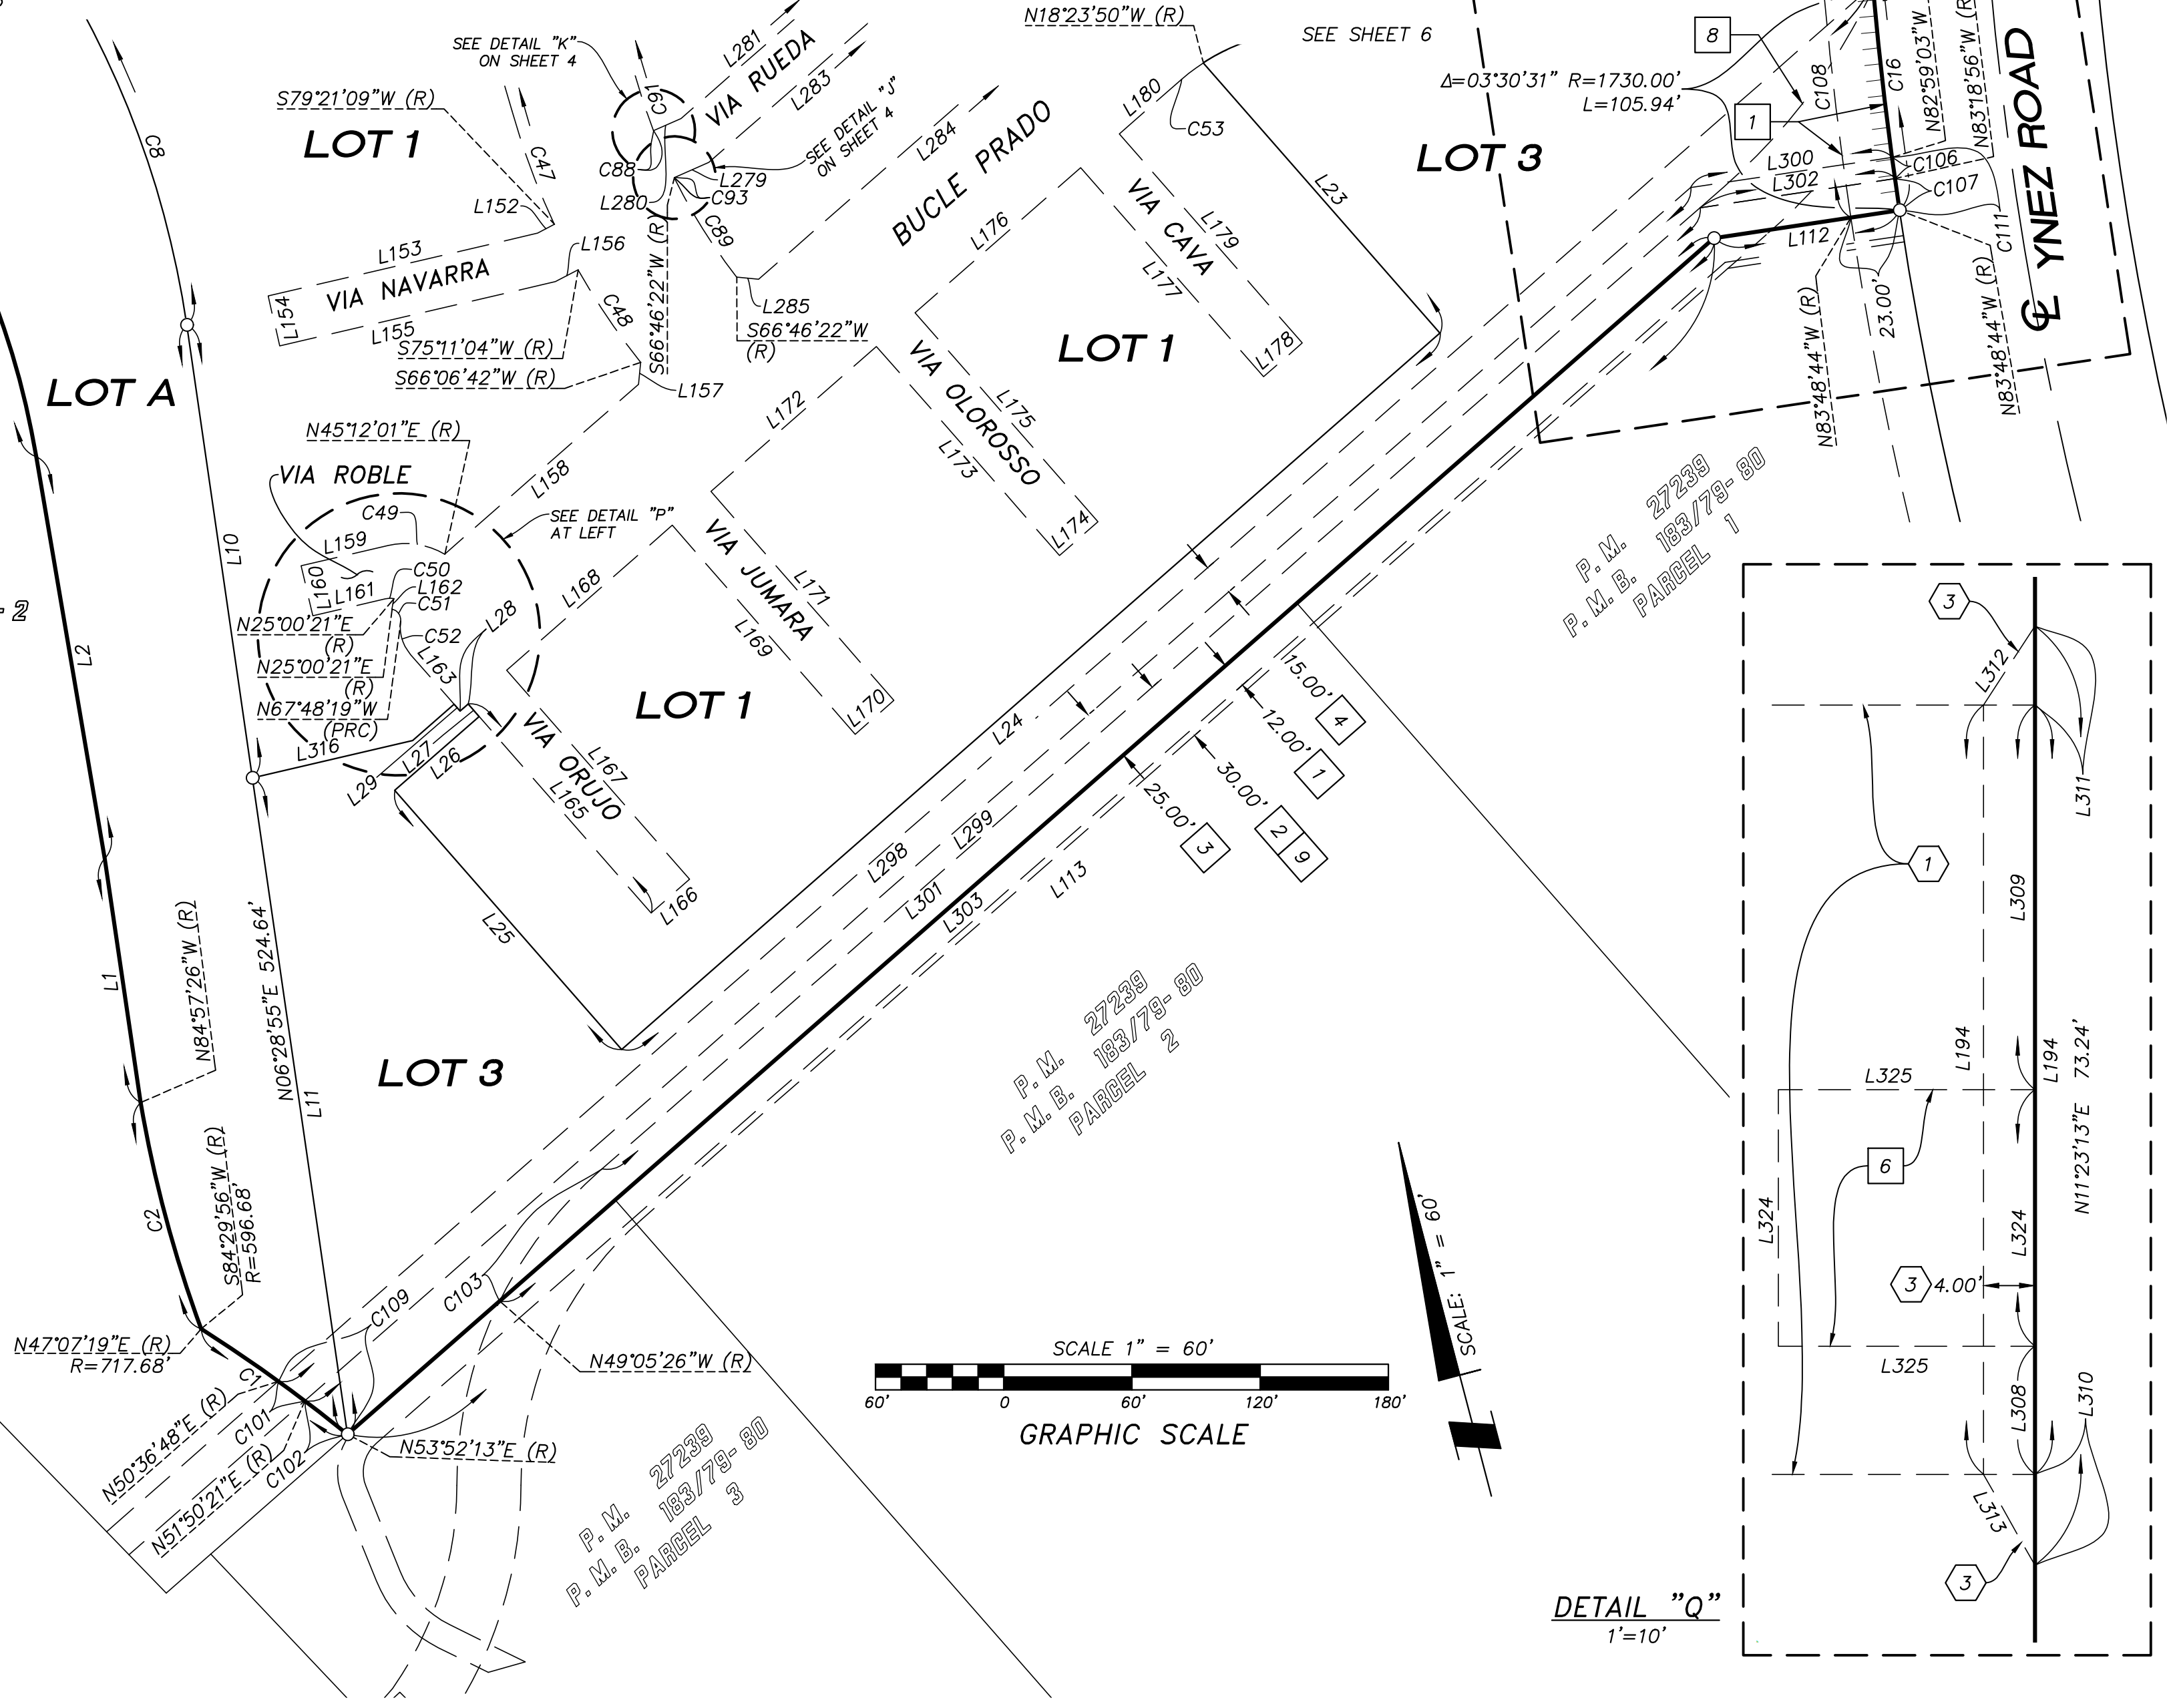 N18°23'50"W (R)
SEE SHEET 6
SEE DETAIL "K"
ON SHEET 4
L281
VIA RUEDA
L283
C91
S79°21'09"W (R)
LOT 1
C47
C8
C88
L280
L279
C93
SEE DETAIL "J"
ON SHEET 4
L284
BUCLE PRADO
L180
C53
LOT 3
Δ=03°30'31" R=1730.00'
L=105.94'
8
1
C108
C16
N82°59'03"W
N83°18'56"W (R)
YNEZ ROAD
L300
L302
C106
C107
C111
L112
23.00'
N83°48'44"W (R)
N83°48'44"W (R)
L152
L153
VIA NAVARRA
L154
L155
L156
C48
C89
S66°46'22"W (R)
L285
S66°46'22"W
(R)
S75°11'04"W (R)
S66°06'42"W (R)
L157
L176
VIA CAVA
L179
L177
L178
L23
LOT 1
LOT A
N45°12'01"E (R)
VIA ROBLE
L158
C49
SEE DETAIL "P"
AT LEFT
L172
VIA OLOROSSO
L175
L173
L174
L10
L159
L160
L161
C50
L162
C51
N25°00'21"E
(R)
C52
N25°00'21"E
(R)
L163
L28
N67°48'19"W
(PRC)
L316
L27
L26
L29
L168
VIA JUMARA
L171
L169
L170
- 2
L2
LOT 1
VIA ORUJO
L167
L165
L166
L25
L24
L298
L299
L301
L303
L113
15.00'
4
12.00'
1
30.00'
2
9
25.00'
3
P. M. 27239
P. M. B. 183/79- 80
PARCEL 1
L1
N84°57'26"W (R)
N06°28'55"E 524.64'
L11
LOT 3
P. M. 27239
P. M. B. 183/79- 80
PARCEL 2
C2
S84°29'56"W (R)
R=596.68'
N47°07'19"E (R)
R=717.68'
C1
C109
C103
N49°05'26"W (R)
N50°36'48"E (R)
C101
N51°50'21"E (R)
C102
N53°52'13"E (R)
P. M. 27239
P. M. B. 183/79- 80
PARCEL 3
SCALE 1" = 60'
60'
0
60'
120'
180'
GRAPHIC SCALE
SCALE: 1" = 60'
3
L312
L311
1
L309
L194
L194
N11°23'13"E 73.24'
L325
6
L324
L324
3
4.00'
L325
L308
L310
L313
3
DETAIL "Q"
1'=10'